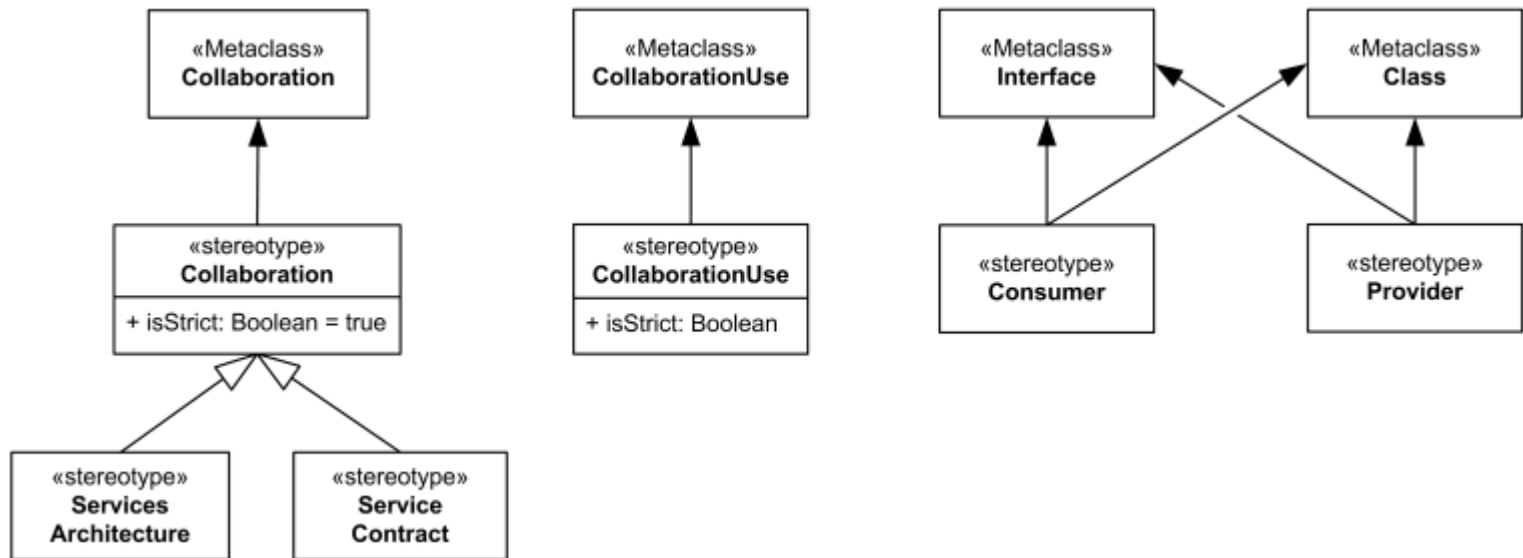 «Metaclass»
Collaboration
«Metaclass»
CollaborationUse
«Metaclass»
Interface
«Metaclass»
Class
«stereotype»
Collaboration
+ isStrict: Boolean = true
«stereotype»
CollaborationUse
+ isStrict: Boolean
«stereotype»
Consumer
«stereotype»
Provider
«stereotype»
Services
Architecture
«stereotype»
Service
Contract